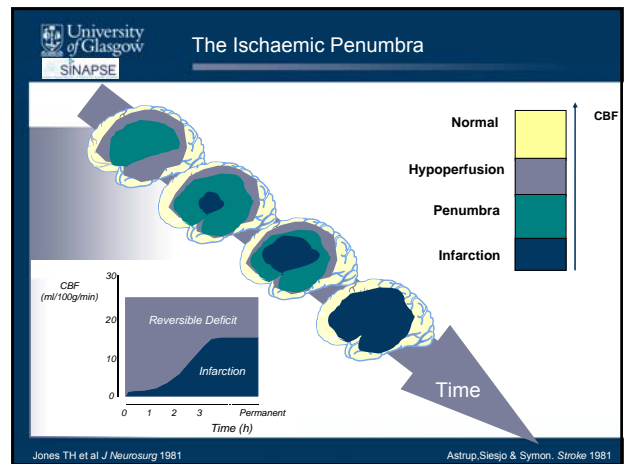 University
of Glasgow
SINAPSE
The Ischaemic Penumbra
Normal
CBF
Hypoperfusion
Penumbra
Infarction
CBF
(ml/100g/min)
30
20
10
0
Reversible Deficit
Infarction
0 1 2 3 Permanent
Time (h)
Time
Jones TH et al J Neurosurg 1981
Astrup,Siesjo & Symon. Stroke 1981